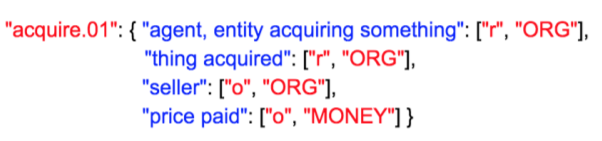 "acquire.01": { "agent, entity acquiring something": ["r", "ORG"],
"thing acquired": ["r", "ORG"],
"seller": ["o", "ORG"],
"price paid": ["o", "MONEY"] }